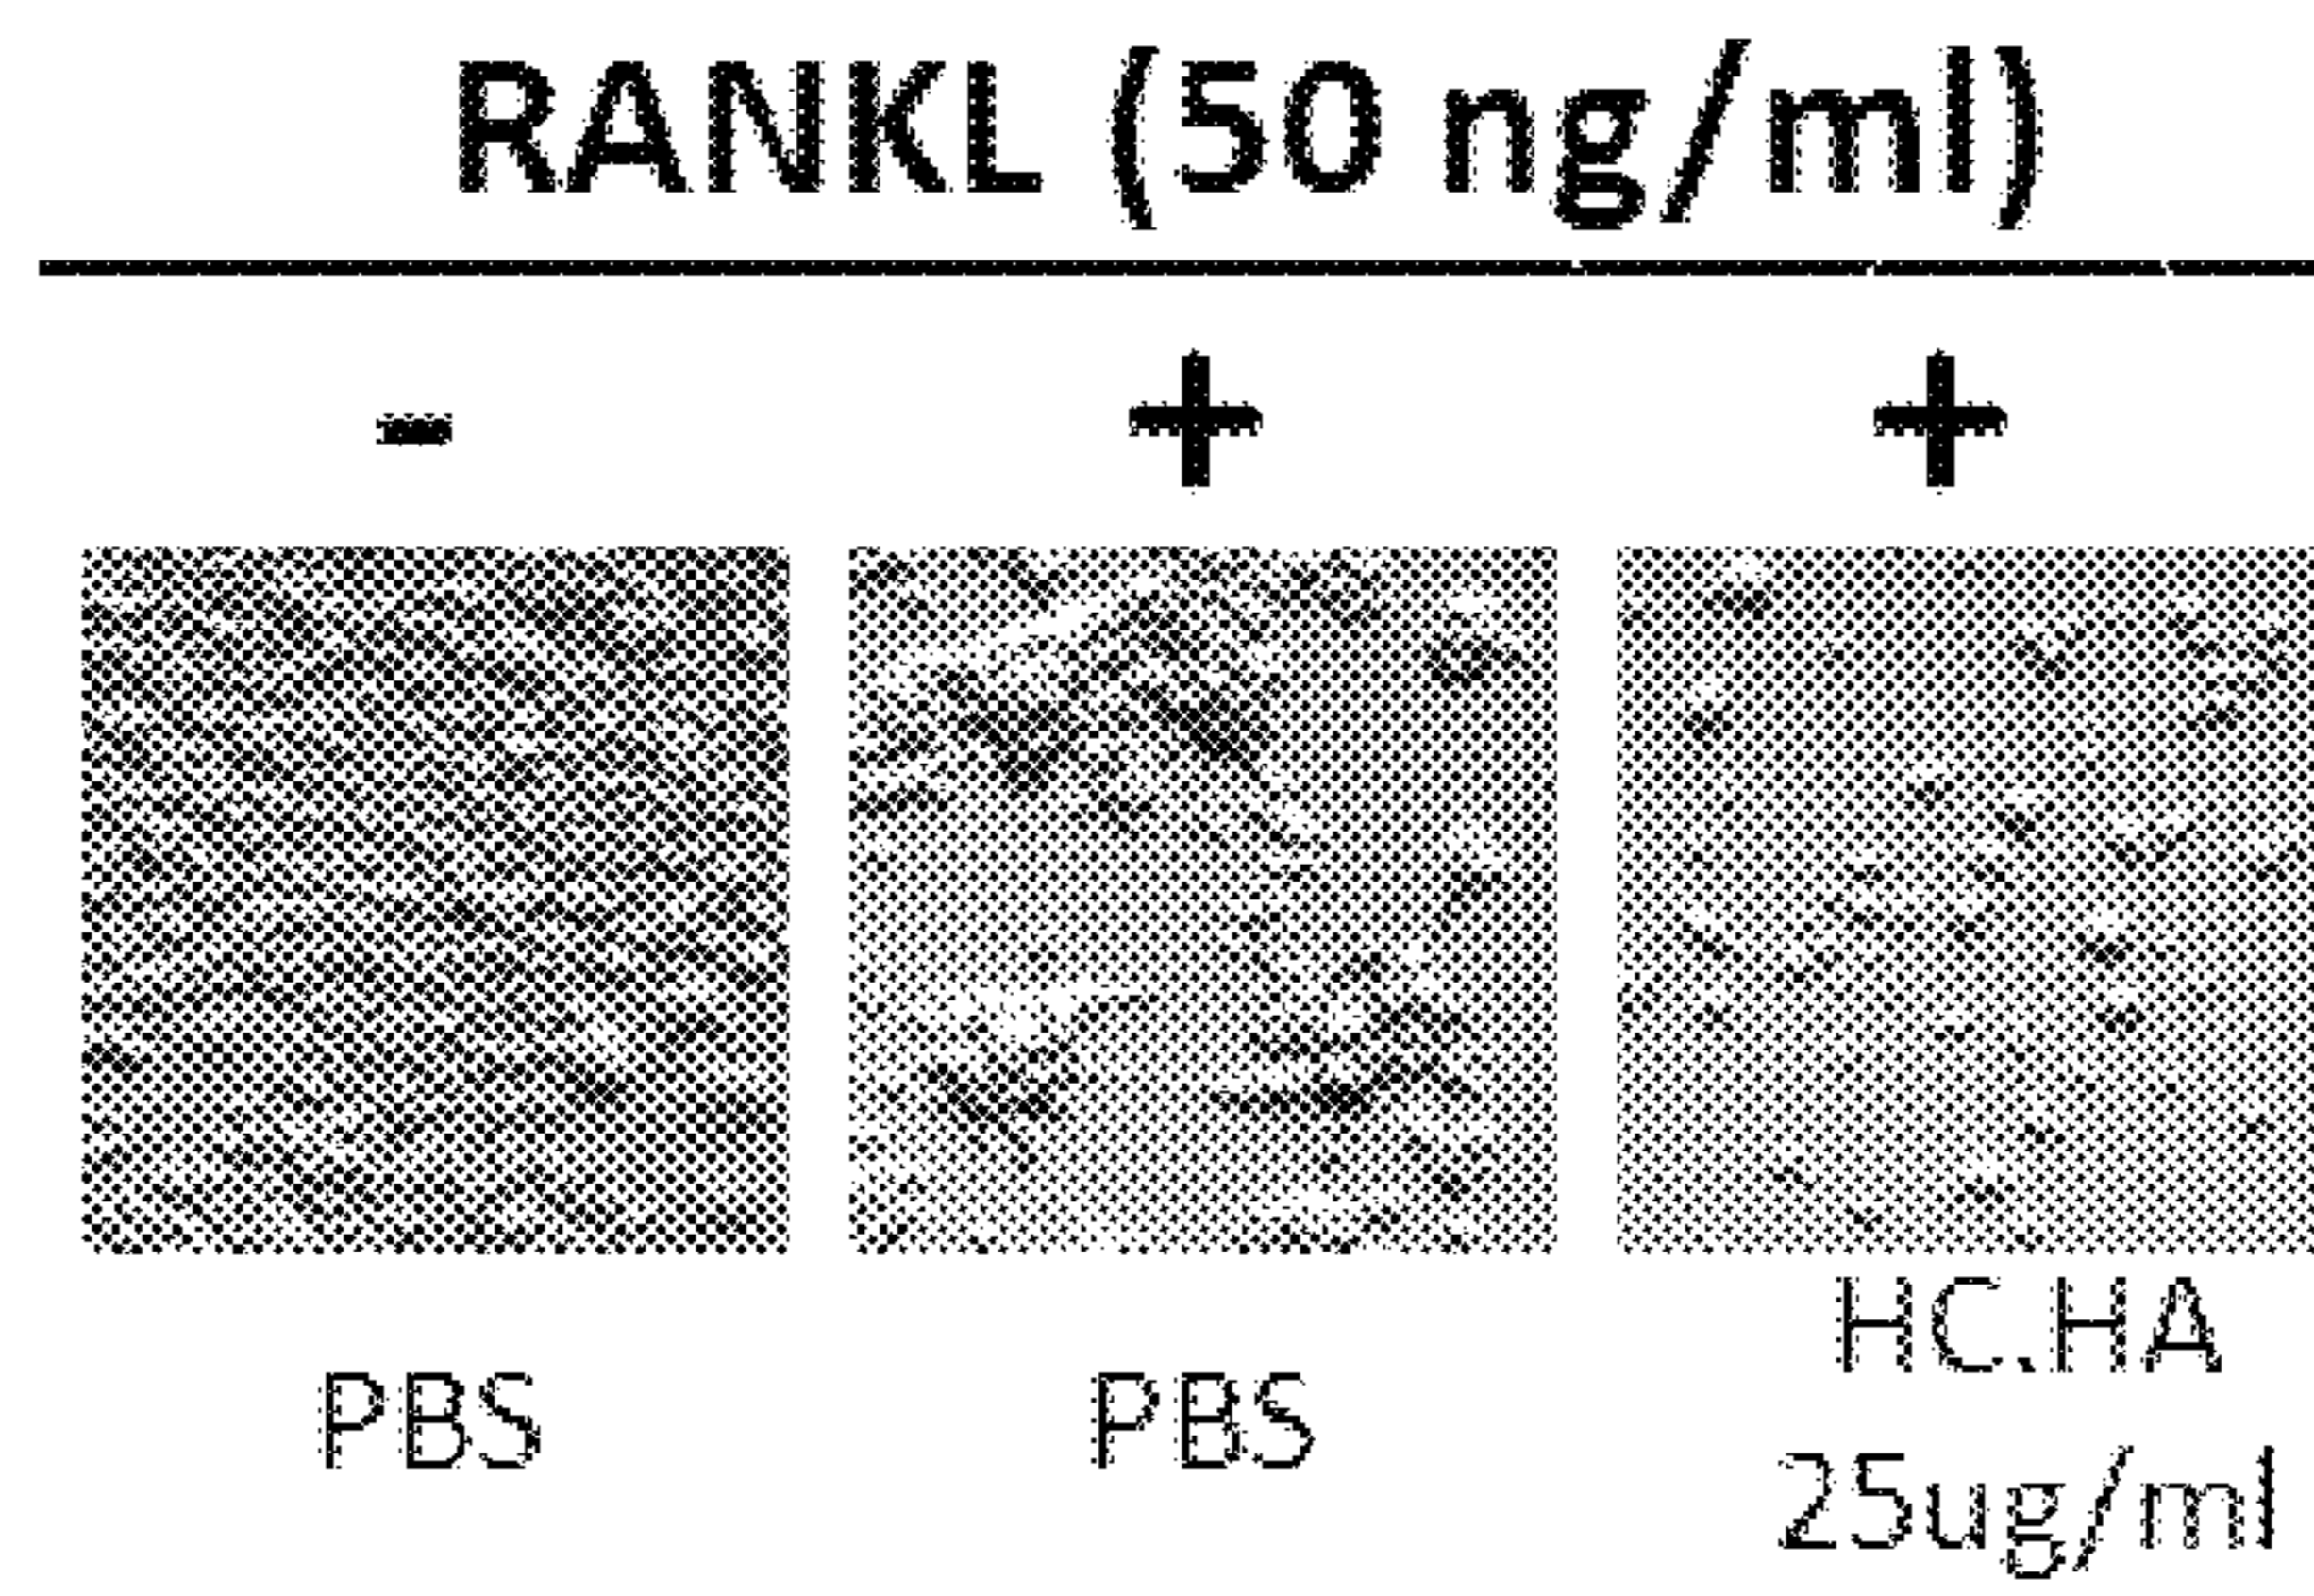 RANKL (50 ng/ml)
- + +
PBS PBS HC.HA
25ug/ml